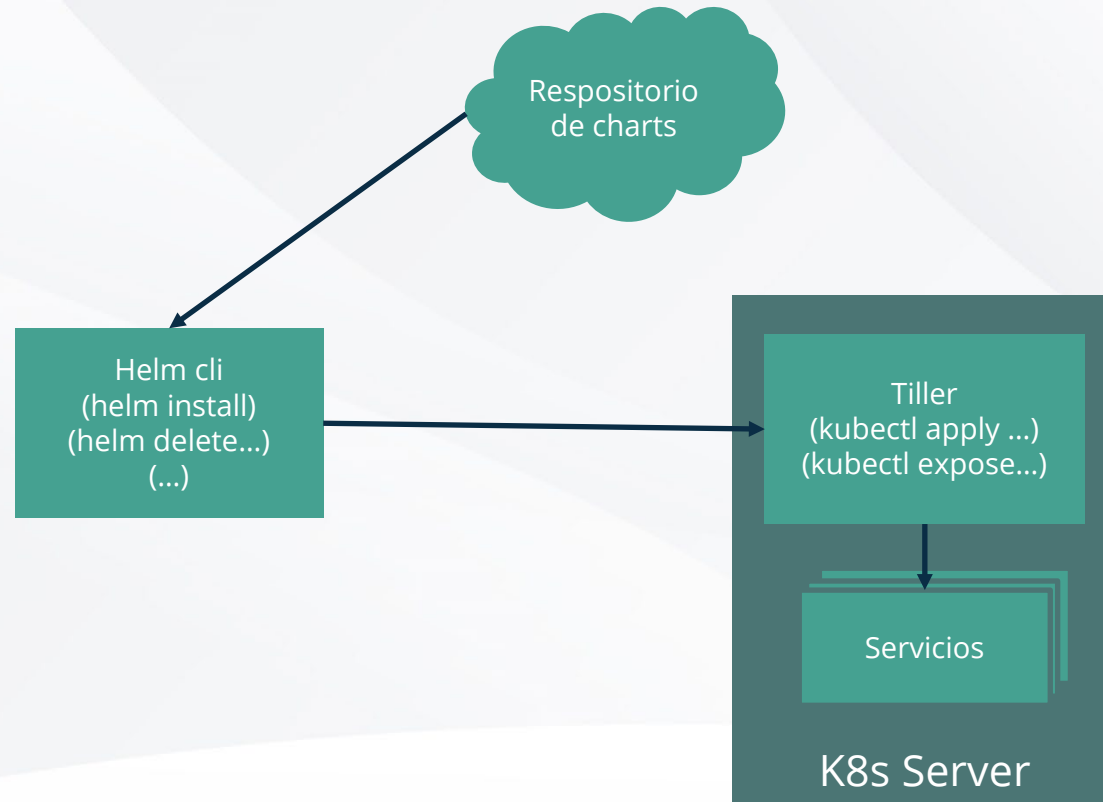 Respositorio
de charts
Helm cli
(helm install)
(helm delete...)
(...)
Tiller
(kubectl apply ...)
(kubectl expose...)
Servicios
K8s Server